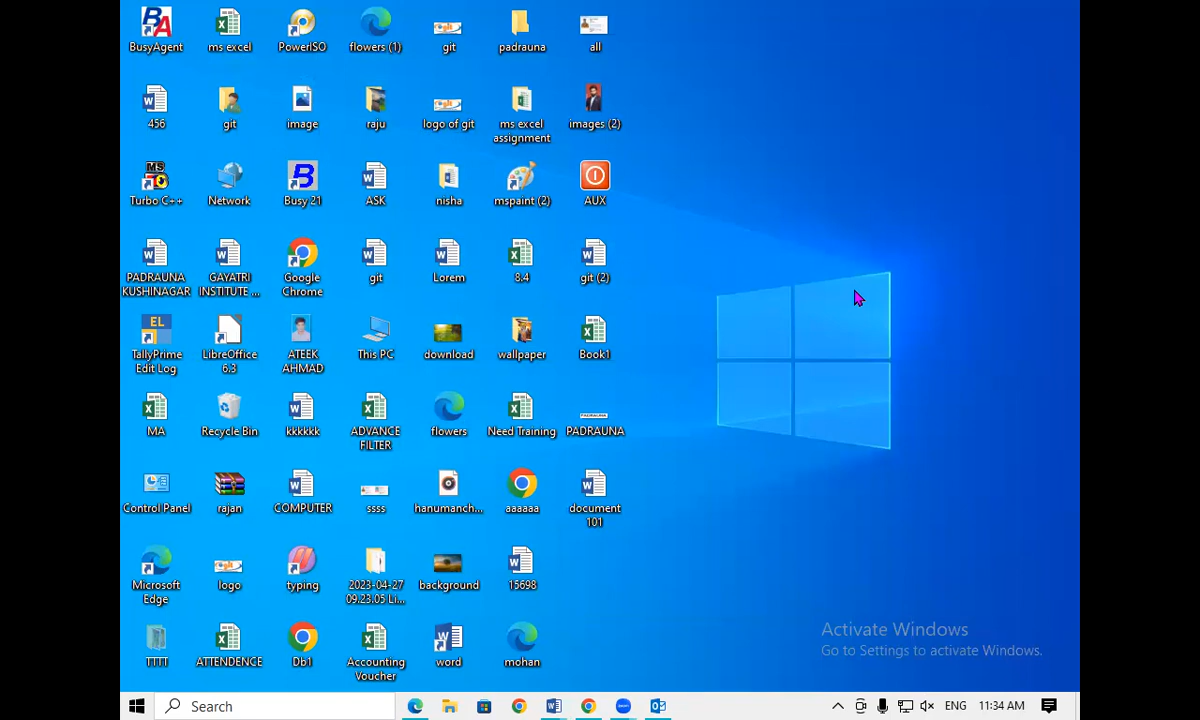 BusyAgent
ms excel
PowerISO
flowers (1)
git
padrauna
all
456
git
image
raju
logo of git
ms excel
assignment
images (2)
MS
Turbo C++
Network
Busy 21
ASK
nisha
mspaint (2)
AUX
PADRAUNA
KUSHINAGAR
GAYATRI
INSTITUTE ...
Google
Chrome
git
Lorem
8.4
git (2)
EL
TallyPrime
Edit Log
LibreOffice
6.3
ATEEK
AHMAD
This PC
download
wallpaper
Book1
MA
Recycle Bin
kkkkkk
ADVANCE
FILTER
flowers
Need Training
PADRAUNA
Control Panel
rajan
COMPUTER
ssss
hanumanch...
aaaaaa
document
101
Microsoft
Edge
logo
typing
2023-04-27
09.23.05 Li...
background
15698
TTTT
ATTENDENCE
Db1
Accounting
Voucher
word
mohan
Activate Windows
Go to Settings to activate Windows.
Search
ENG
11:34 AM